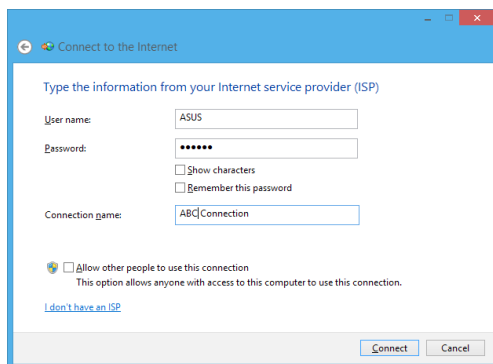 Connect to the Internet
Type the information from your Internet service provider (ISP)
User name: ASUS
Password: ••••••
Show characters
Remember this password
Connection name: ABC Connection
Allow other people to use this connection
This option allows anyone with access to this computer to use this connection.
I don't have an ISP
Connect Cancel